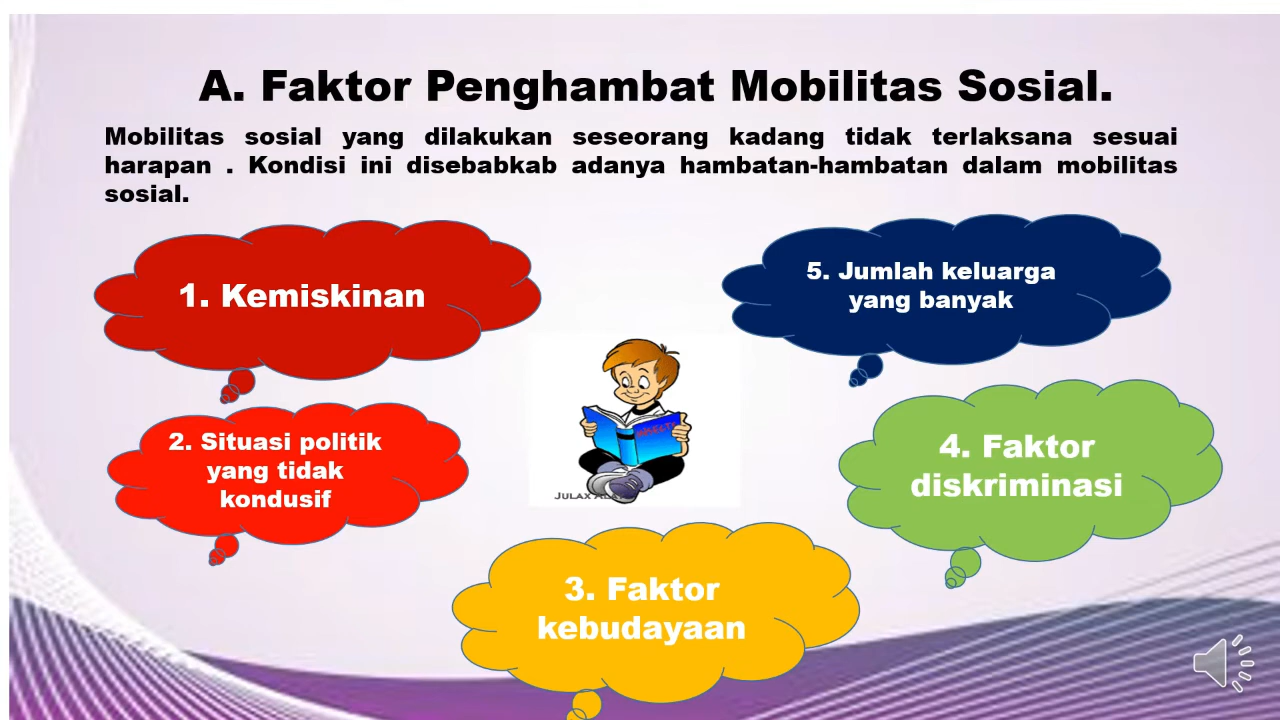 A. Faktor Penghambat Mobilitas Sosial.
Mobilitas sosial yang dilakukan seseorang kadang tidak terlaksana sesuai
harapan . Kondisi ini disebabkab adanya hambatan-hambatan dalam mobilitas
sosial.
1. Kemiskinan
2. Situasi politik
yang tidak
kondusif
3. Faktor
kebudayaan
4. Faktor
diskriminasi
5. Jumlah keluarga
yang banyak
JULAX